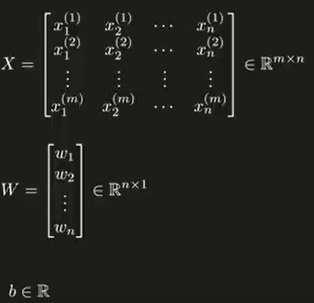 X = [ x_1^{(1)} x_2^{(1)} ⋯ x_n^{(1)}
x_1^{(2)} x_2^{(2)} ⋯ x_n^{(2)}
⋮ ⋮ ⋮ ⋮
x_1^{(m)} x_2^{(m)} ⋯ x_n^{(m)} ] ∈ ℝ^{m×n}
W = [ w_1
w_2
⋮
w_n ] ∈ ℝ^{n×1}
b ∈ ℝ